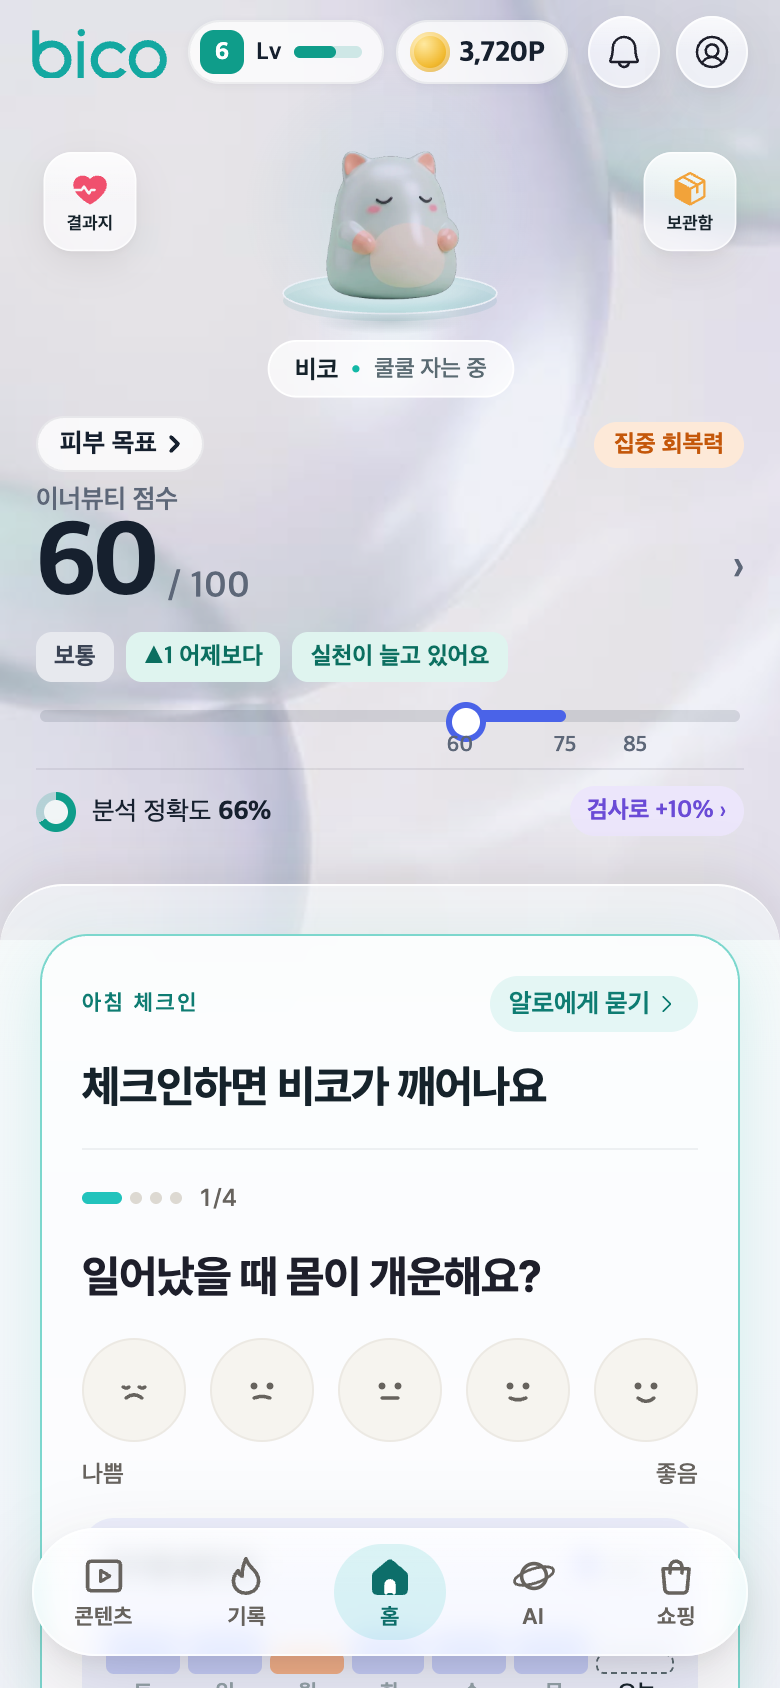 bico
6 Lv
3,720P
결과지
보관함
비코 • 쿨쿨 자는 중
피부 목표 >
집중 회복력
이너뷰티 점수
60 / 100 ›
보통
▲1 어제보다
실천이 늘고 있어요
60 75 85
분석 정확도 66%
검사로 +10% ›
아침 체크인
알로에게 묻기 >
체크인하면 비코가 깨어나요
1/4
일어났을 때 몸이 개운해요?
나쁨 좋음
콘텐츠 기록 홈 AI 쇼핑